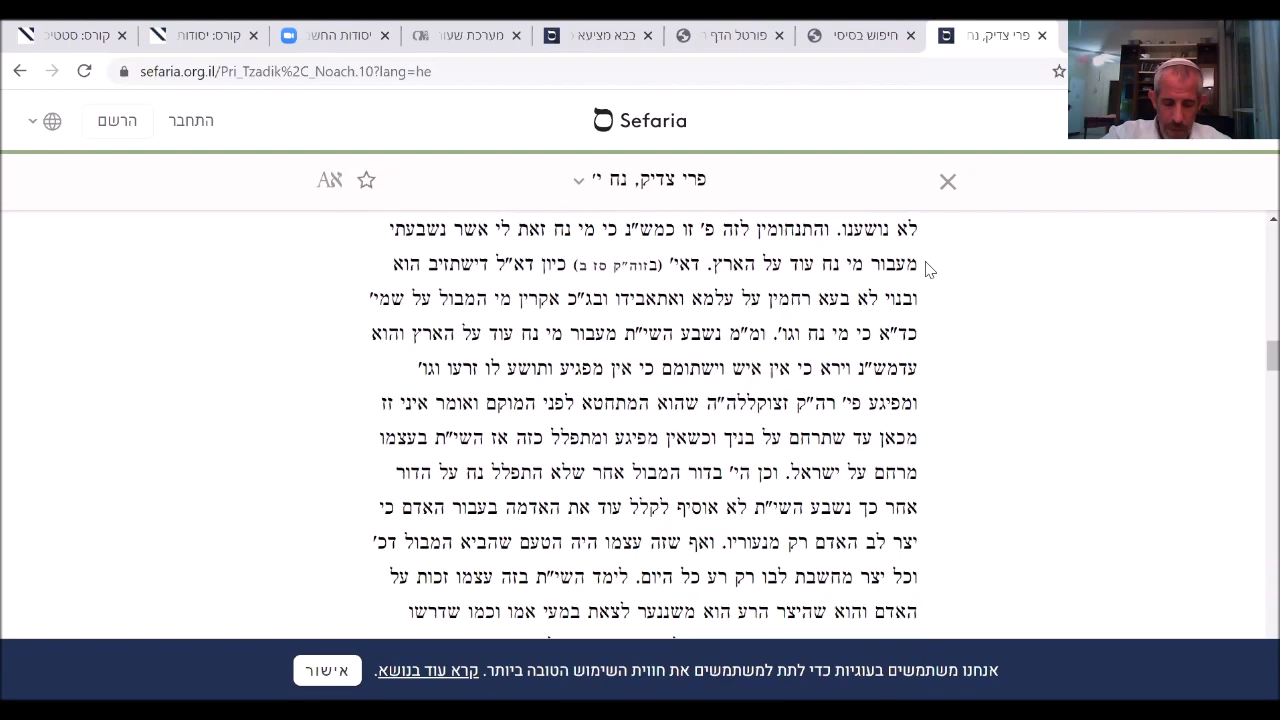 קורס: סטטיכ
קורס: יסודות
יסודות החשב
מערכת שעור
בבא מציעא
פורטל הדף ה
חיפוש בסיסי
פרי צדיק, נח
sefaria.org.il/Pri_Tzadik%2C_Noach.10?lang=he
הרשם
התחבר
Sefaria
פרי צדיק, נח י׳
אA
לא נושענו. והתנחומין לזה פ' זו כמש"נ כי מי נח זאת לי אשר נשבעתי
מעבור מי נח עוד על הארץ. דאי' (בזוה"ק סז ב) כיון דא"ל דישתזיב הוא
ובנוי לא בעא רחמין על עלמא ואתאבידו ובג"כ אקרין מי המבול על שמי'
כד"א כי מי נח וגו'. ומ"מ נשבע השי"ת מעבור מי נח עוד על הארץ והוא
עדמש"נ וירא כי אין איש וישתומם כי אין מפגיע ותושע לו זרעו וגו'
ומפיגע פי' רה"ק זצוקללה"ה שהוא המתחטא לפני המוקם ואומר איני זז
מכאן עד שתרחם על בניך וכשאין מפיגע ומתפלל כזה אז השי"ת בעצמו
מרחם על ישראל. וכן הי' בדור המבול אחר שלא התפלל נח על הדור
אחר כך נשבע השי"ת לא אוסיף לקלל עוד את האדמה בעבור האדם כי
יצר לב האדם רק מנעוריו. ואף שזה עצמו היה הטעם שהביא המבול דכ'
וכל יצר מחשבת לבו רק רע כל היום. לימד השי"ת בזה עצמו זכות על
האדם והוא שהיצר הרע הוא משננער לצאת במעי אמו וכמו שדרשו
אנחנו משתמשים בעוגיות כדי לתת למשתמשים את חווית השימוש הטובה ביותר. קרא עוד בנושא.
אישור